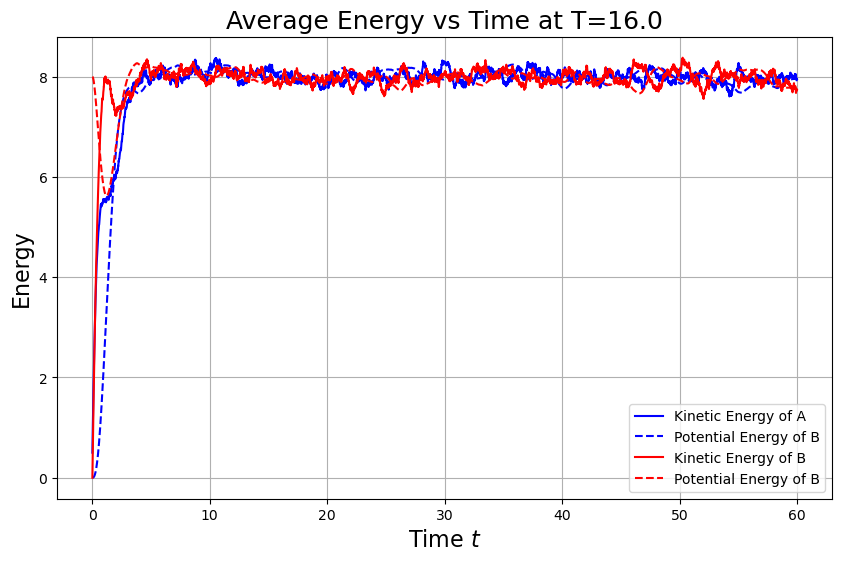 Average Energy vs Time at T=16.0
Energy
8
6
4
2
0
0 10 20 30 40 50 60
Time t
Kinetic Energy of A
Potential Energy of B
Kinetic Energy of B
Potential Energy of B